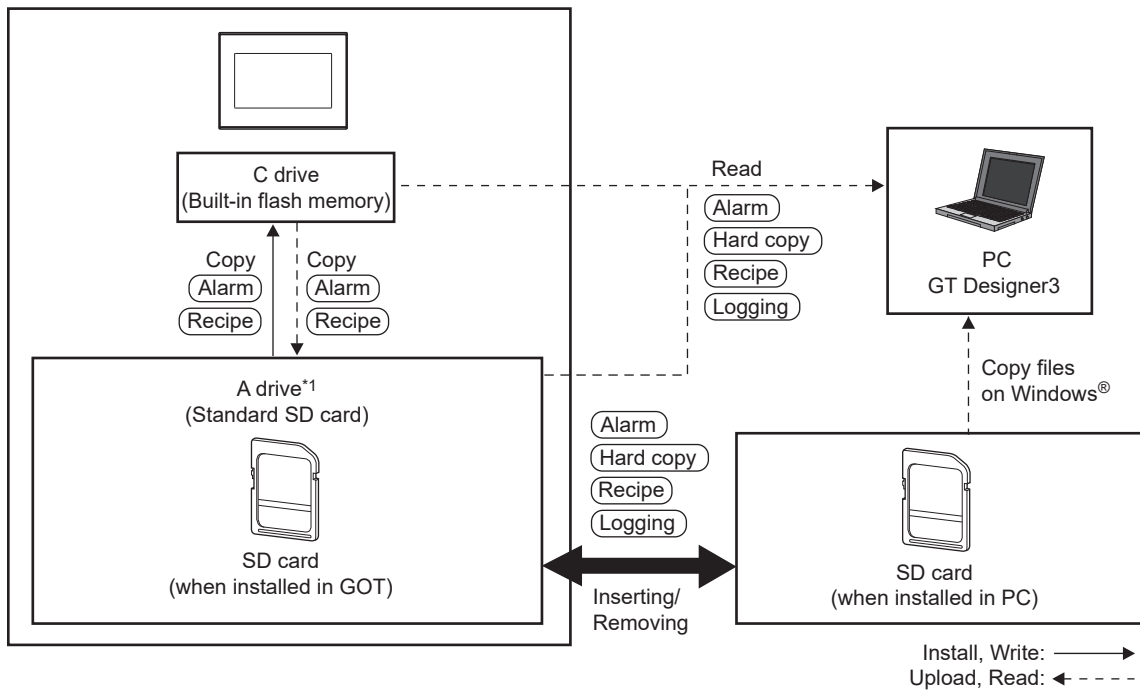 C drive
(Built-in flash memory)
Copy
Alarm
Recipe
Copy
Alarm
Recipe
A drive*1
(Standard SD card)
SD card
(when installed in GOT)
Read
Alarm
Hard copy
Recipe
Logging
PC
GT Designer3
Copy files
on Windows®
Alarm
Hard copy
Recipe
Logging
Inserting/
Removing
SD card
(when installed in PC)
Install, Write:
Upload, Read: